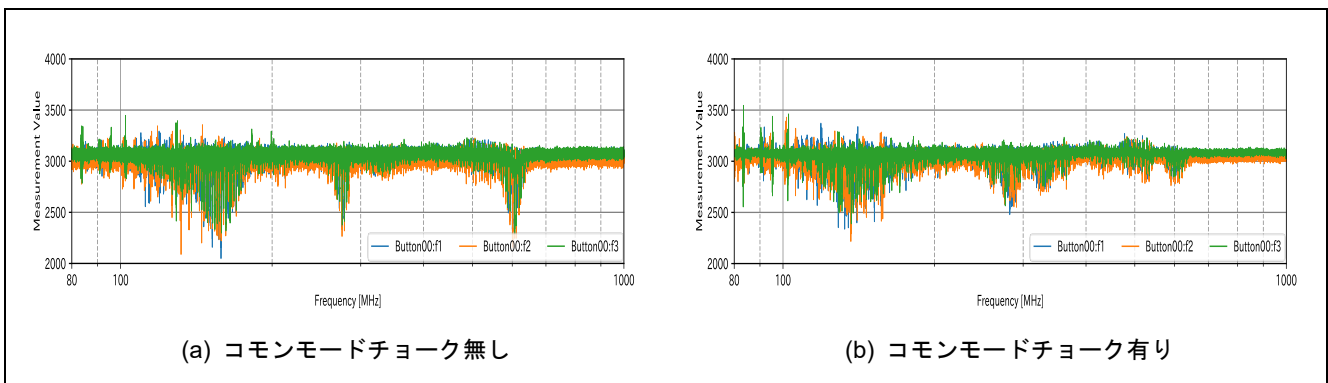 4000
3500
3000
2500
2000
Measurement Value
Button00:f1 Button00:f2 Button00:f3
80 100 1000
Frequency [MHz]
(a) コモンモードチョーク無し
4000
3500
3000
2500
2000
Measurement Value
Button00:f1 Button00:f2 Button00:f3
80 100 1000
Frequency [MHz]
(b) コモンモードチョーク有り